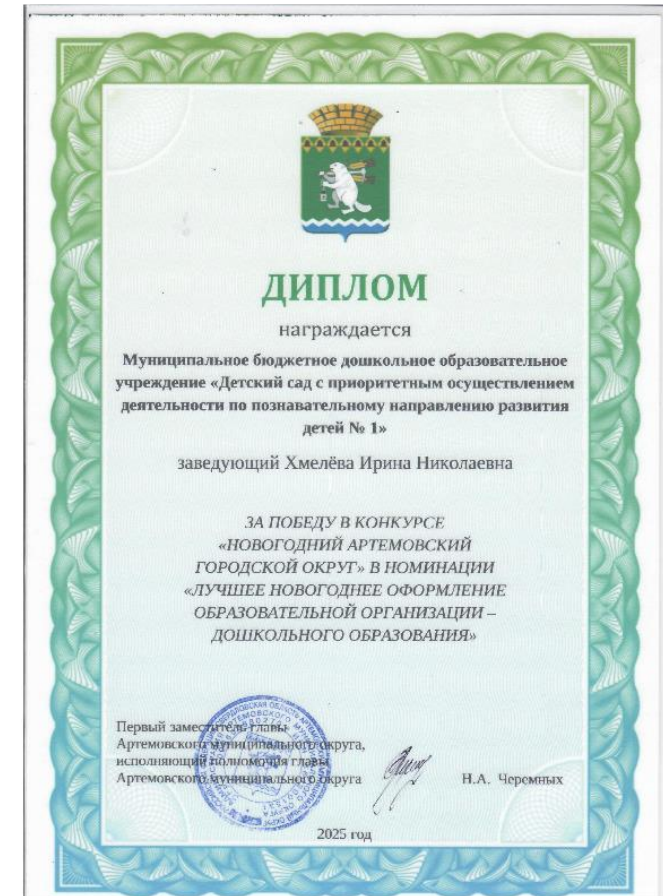 ДИПЛОМ
награждается
Муниципальное бюджетное дошкольное образовательное
учреждение «Детский сад с приоритетным осуществлением
деятельности по познавательному направлению развития
детей № 1»
заведующий Хмелёва Ирина Николаевна
ЗА ПОБЕДУ В КОНКУРСЕ
«НОВОГОДНИЙ АРТЕМОВСКИЙ
ГОРОДСКОЙ ОКРУГ» В НОМИНАЦИИ
«ЛУЧШЕЕ НОВОГОДНЕЕ ОФОРМЛЕНИЕ
ОБРАЗОВАТЕЛЬНОЙ ОРГАНИЗАЦИИ –
ДОШКОЛЬНОГО ОБРАЗОВАНИЯ»
Первый заместитель главы
Артемовского муниципального округа,
исполняющий полномочия главы
Артемовского муниципального округа
Н.А. Черемных
2025 год